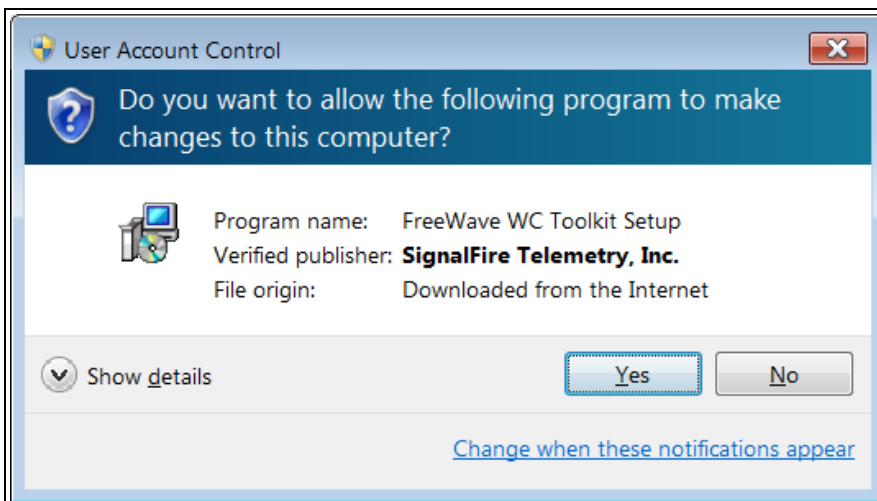 User Account Control
Do you want to allow the following program to make
changes to this computer?
Program name: FreeWave WC Toolkit Setup
Verified publisher: SignalFire Telemetry, Inc.
File origin: Downloaded from the Internet
Show details
Yes
No
Change when these notifications appear